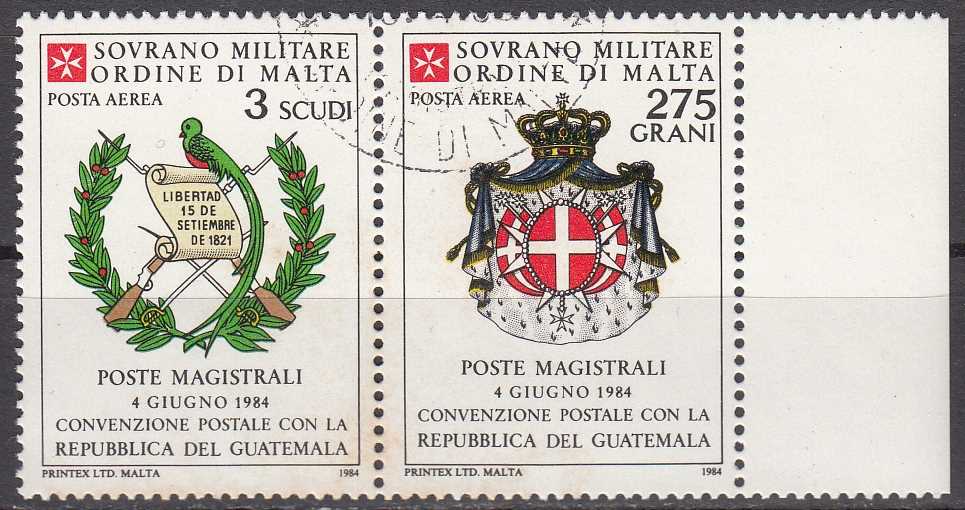 SOVRANO MILITARE
ORDINE DI MALTA
POSTA AEREA
3 SCUDI
LIBERTAD
15 DE
SETIEMBRE
DE 1821
POSTE MAGISTRALI
4 GIUGNO 1984
CONVENZIONE POSTALE CON LA
REPUBBLICA DEL GUATEMALA
PRINTEX LTD. MALTA 1984
SOVRANO MILITARE
ORDINE DI MALTA
POSTA AEREA
275
GRANI
POSTE MAGISTRALI
4 GIUGNO 1984
CONVENZIONE POSTALE CON LA
REPUBBLICA DEL GUATEMALA
PRINTEX LTD. MALTA 1984